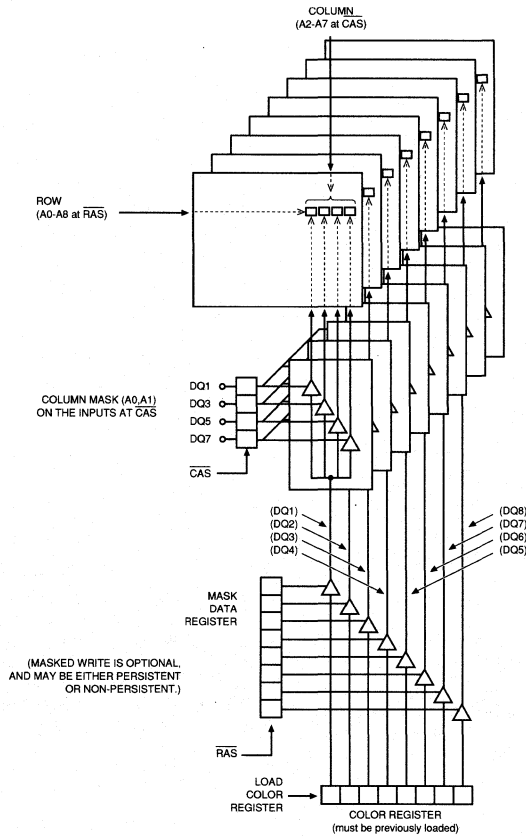 COLUMN
(A2-A7 at CAS)
ROW
(A0-A8 at RAS)
COLUMN MASK (A0,A1)
ON THE INPUTS AT CAS
DQ1
DQ3
DQ5
DQ7
CAS
(DQ1)
(DQ2)
(DQ3)
(DQ4)
(DQ8)
(DQ7)
(DQ6)
(DQ5)
MASK
DATA
REGISTER
(MASKED WRITE IS OPTIONAL,
AND MAY BE EITHER PERSISTENT
OR NON-PERSISTENT.)
RAS
LOAD
COLOR
REGISTER
COLOR REGISTER
(must be previously loaded)